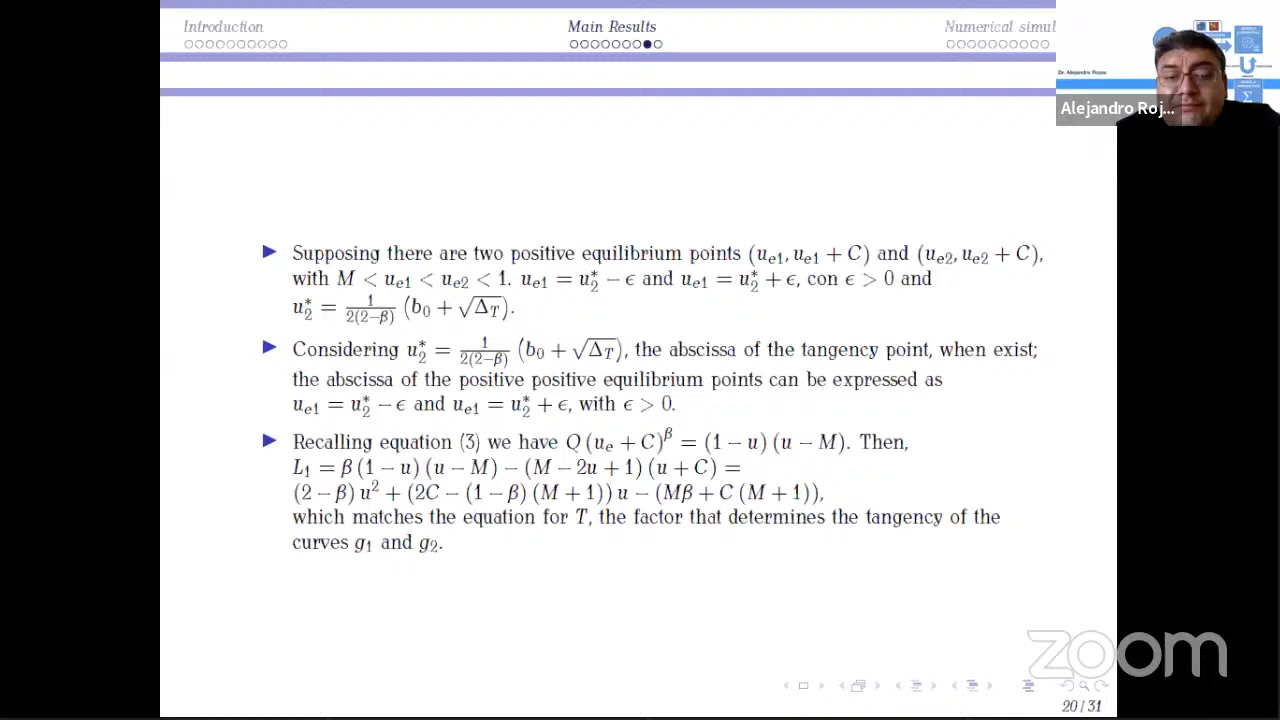 Introduction
Main Results
Numerical simul
Dr. Alejandro Rojas
Alejandro Roj...
▶ Supposing there are two positive equilibrium points (u_{e1}, u_{e1} + C) and (u_{e2}, u_{e2} + C),
with M < u_{e1} < u_{e2} < 1. u_{e1} = u_2^* − ϵ and u_{e1} = u_2^* + ϵ, con ϵ > 0 and
u_2^* = \frac{1}{2(2−β)} (b_0 + \sqrt{Δ_T}).
▶ Considering u_2^* = \frac{1}{2(2−β)} (b_0 + \sqrt{Δ_T}), the abscissa of the tangency point, when exist;
the abscissa of the positive positive equilibrium points can be expressed as
u_{e1} = u_2^* − ϵ and u_{e1} = u_2^* + ϵ, with ϵ > 0.
▶ Recalling equation (3) we have Q (u_e + C)^β = (1 − u) (u − M). Then,
L_1 = β (1 − u) (u − M) − (M − 2u + 1) (u + C) =
(2 − β) u^2 + (2C − (1 − β) (M + 1)) u − (Mβ + C (M + 1)),
which matches the equation for T, the factor that determines the tangency of the
curves g_1 and g_2.
zoom
20 / 31